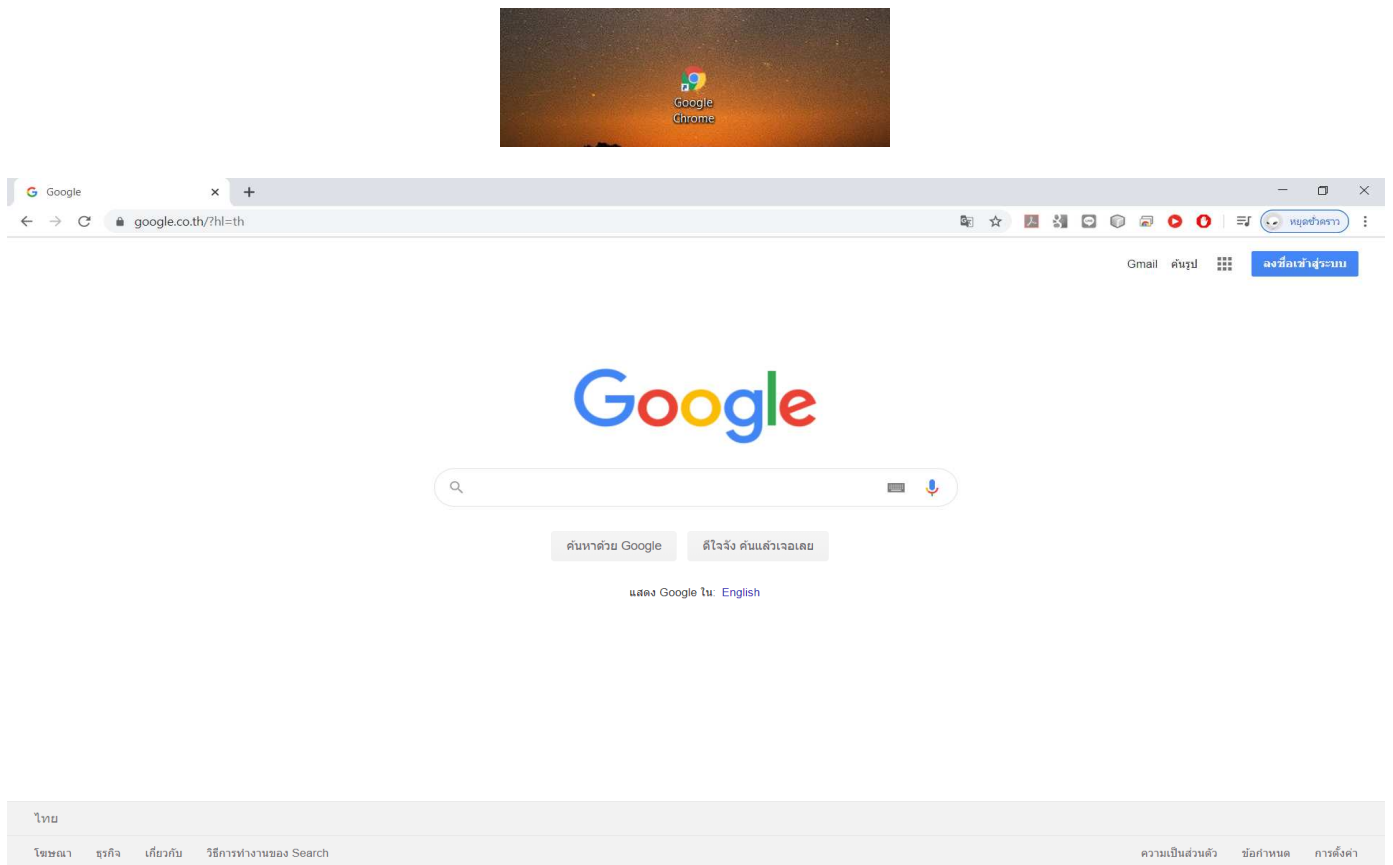 Google
Chrome
Google
google.co.th/?hl=th
หยุดชั่วคราว
Gmail ค้นรูป ลงชื่อเข้าสู่ระบบ
Google
ค้นหาด้วย Google ดีใจจัง ค้นแล้วเจอเลย
แสดง Google ใน: English
ไทย
โฆษณา ธุรกิจ เกี่ยวกับ วิธีการทำงานของ Search ความเป็นส่วนตัว ข้อกำหนด การตั้งค่า